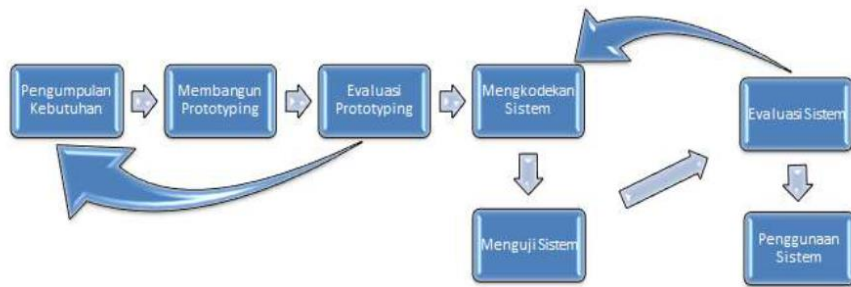 Pengumpulan
Kebutuhan
Membangun
Prototyping
Evaluasi
Prototyping
Mengkodekan
Sistem
Evaluasi Sistem
Menguji Sistem
Penggunaan
Sistem